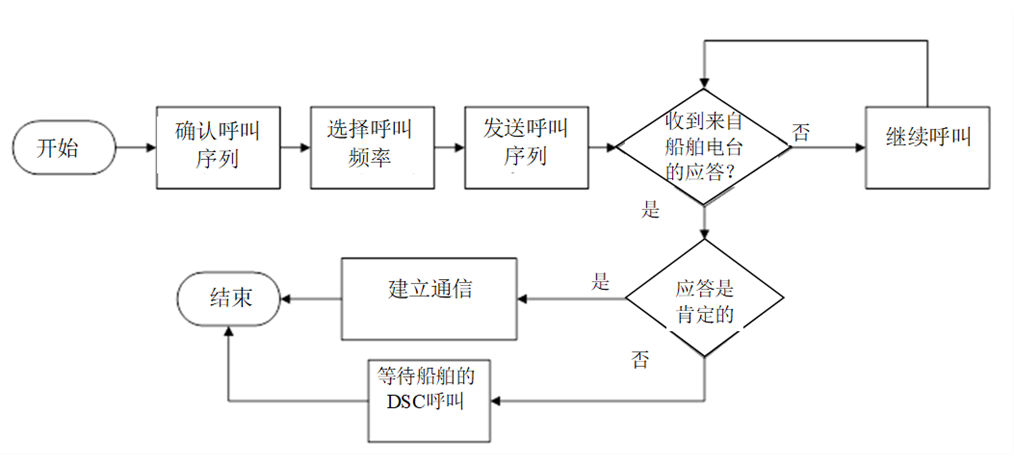 开始
确认呼叫
序列
选择呼叫
频率
发送呼叫
序列
收到来自
船舶电台
的应答?
否
继续呼叫
是
应答是
肯定的
是
建立通信
结束
否
等待船舶的
DSC呼叫